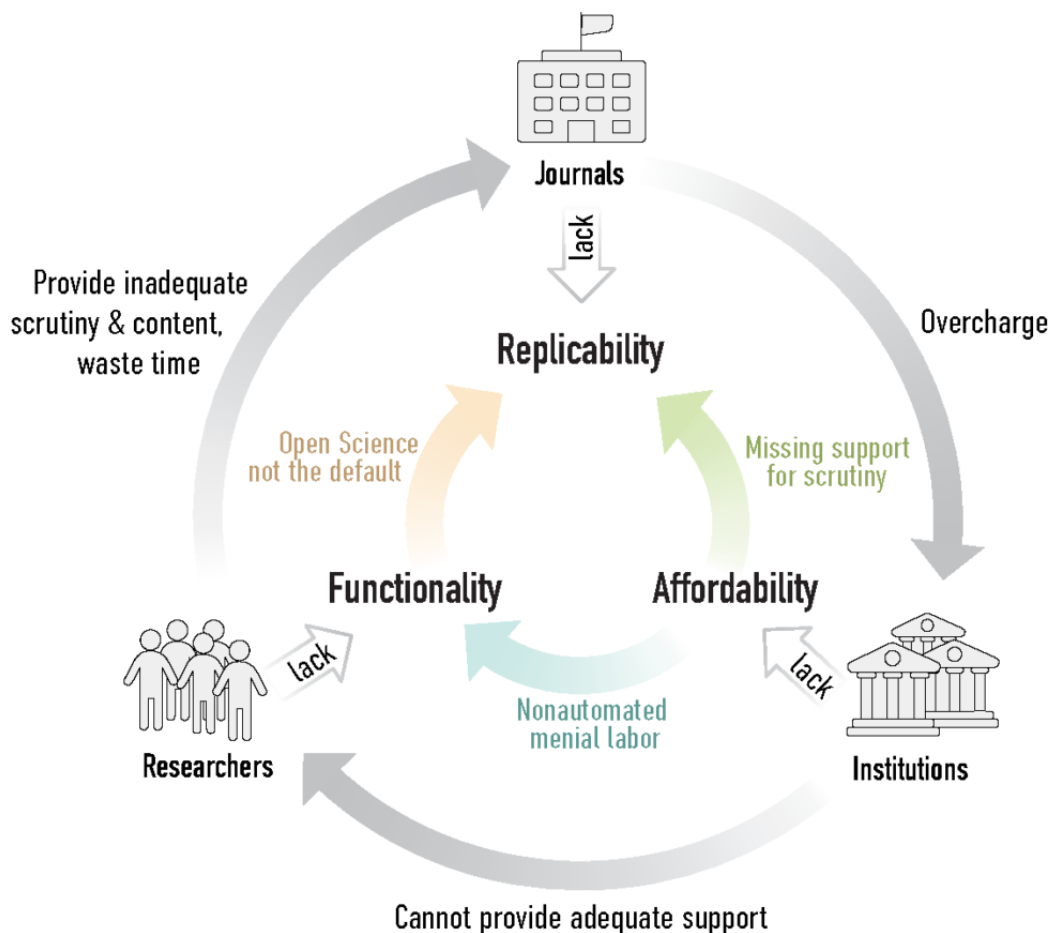 Journals
lack
Provide inadequate
scrutiny & content,
waste time
Overcharge
Replicability
Open Science
not the default
Missing support
for scrutiny
Functionality
Affordability
lack
lack
Nonautomated
menial labor
Researchers
Institutions
Cannot provide adequate support